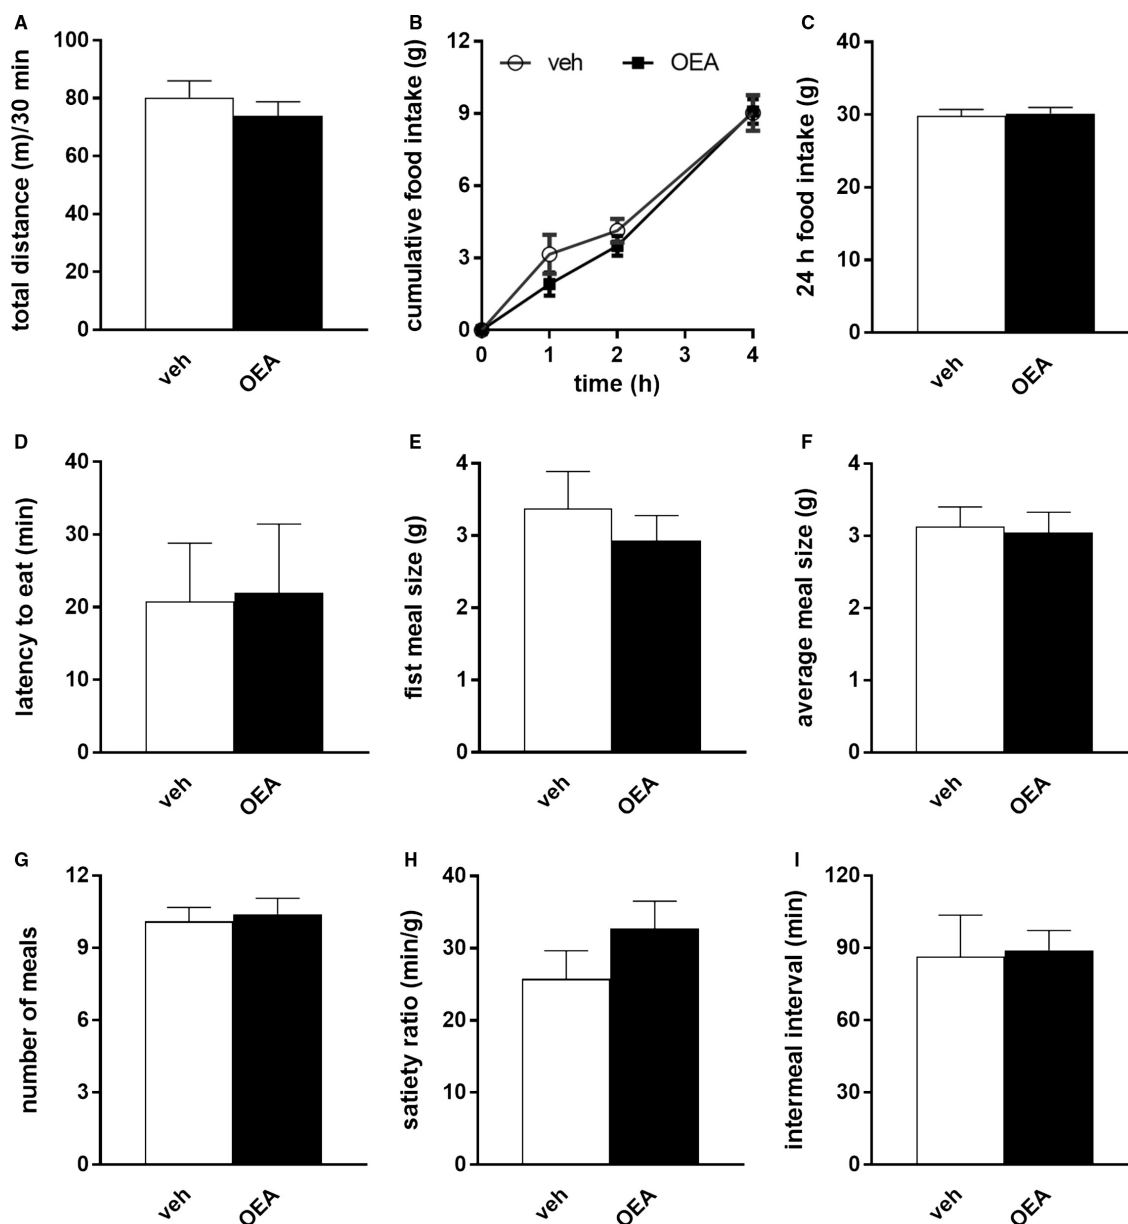 A
total distance (m)/30 min
100
80
60
40
20
0
veh
OEA
B
cumulative food intake (g)
veh
OEA
12
9
6
3
0
0 1 2 3 4
time (h)
C
24 h food intake (g)
40
30
20
10
0
veh
OEA
D
latency to eat (min)
40
30
20
10
0
veh
OEA
E
fist meal size (g)
4
3
2
1
0
veh
OEA
F
average meal size (g)
4
3
2
1
0
veh
OEA
G
number of meals
12
9
6
3
0
veh
OEA
H
satiety ratio (min/g)
40
30
20
10
0
veh
OEA
I
intermeal interval (min)
120
90
60
30
0
veh
OEA